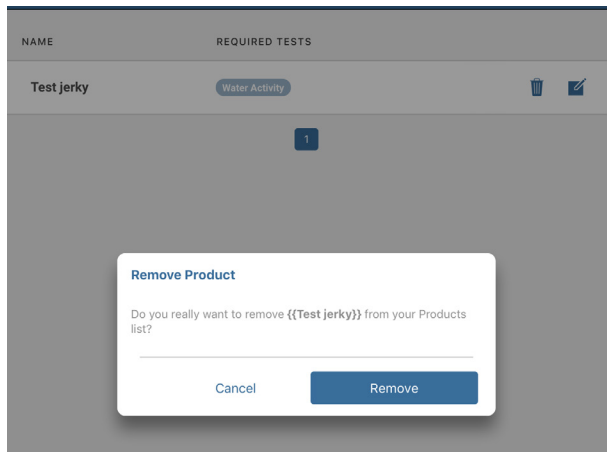 NAME REQUIRED TESTS
Test jerky Water Activity
1
Remove Product
Do you really want to remove {{Test jerky}} from your Products
list?
Cancel Remove